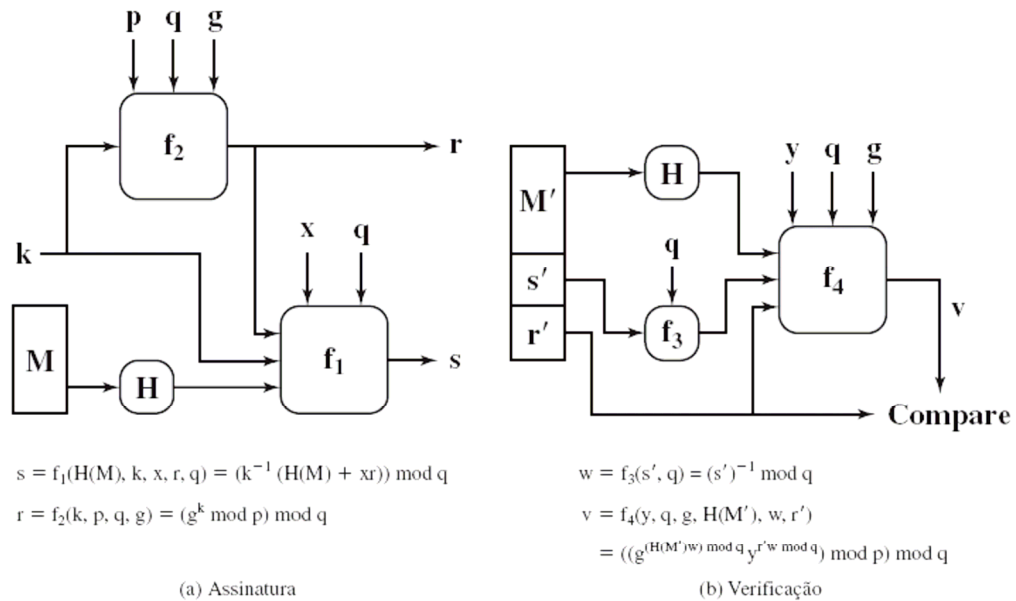 p q g
f₂
r
k
x q
M
H
f₁
s
s = f₁(H(M), k, x, r, q) = (k⁻¹ (H(M) + xr)) mod q
r = f₂(k, p, q, g) = (gᵏ mod p) mod q
(a) Assinatura
M′
s′
r′
H
q
f₃
y q g
f₄
v
Compare
w = f₃(s′, q) = (s′)⁻¹ mod q
v = f₄(y, q, g, H(M′), w, r′)
= ((g^(H(M′)w) mod q y^r′w mod q) mod p) mod q
(b) Verificação